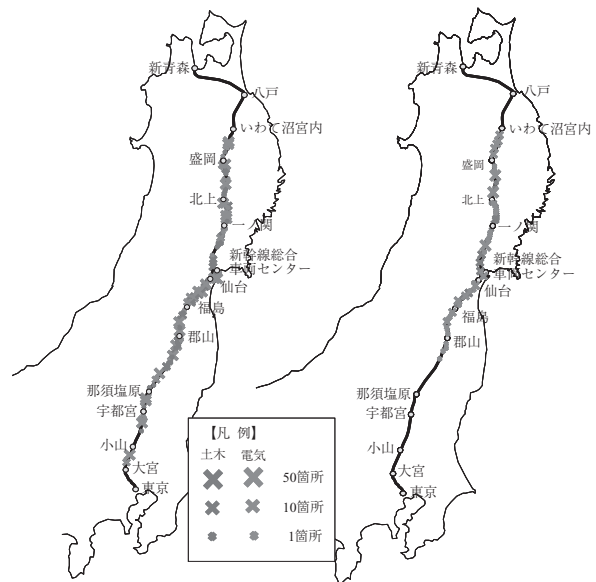 新青森
八戸
いわて沼宮内
盛岡
北上
一ノ関
新幹線総合
車両センター
仙台
福島
郡山
那須塩原
宇都宮
小山
大宮
東京
新青森
八戸
いわて沼宮内
盛岡
北上
一ノ関
新幹線総合
車両センター
仙台
福島
郡山
那須塩原
宇都宮
小山
大宮
東京
【凡 例】
土木 電気
50箇所
10箇所
1箇所